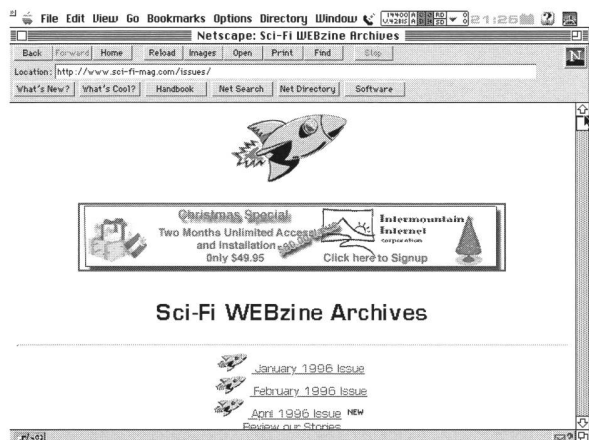 File Edit View Go Bookmarks Options Directory Window
21:26
Netscape: Sci-Fi WEBzine Archives
Back Forward Home Reload Images Open Print Find Stop
N
Location: http://www.sci-fi-mag.com/issues/
What's New? What's Cool? Handbook Net Search Net Directory Software
Christmas Special
Two Months Unlimited Access
and Installation
Only $49.95
Intermountain
Internet
corporation
Click here to Signup
Sci-Fi WEBzine Archives
January 1996 Issue
February 1996 Issue
April 1996 Issue NEW
Review our Stories